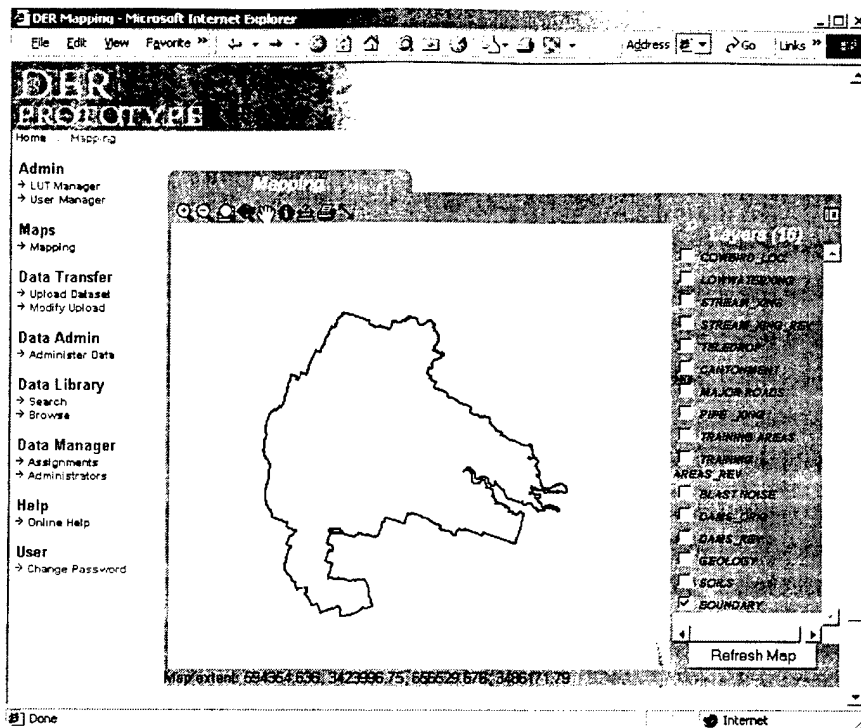 DER Mapping - Microsoft Internet Explorer
File Edit View Favorite » Address Go Links »
DER
PROTOTYPE
Home Mapping
Admin
→ LUT Manager
→ User Manager
Maps
→ Mapping
Data Transfer
→ Upload Dataset
→ Modify Upload
Data Admin
→ Administer Data
Data Library
→ Search
→ Browse
Data Manager
→ Assignments
→ Administrators
Help
→ Online Help
User
→ Change Password
Mapping
Layers (16)
COWBIRD_LOC
LOWWATERXING
STREAM_XING
STREAM_XING_REV
TELEDROP
CANTONMENT
MAJOR ROADS
PIPE_XING
TRAINING AREAS
TRAINING
AREAS_REV
BLAST NOISE
DAMS_ORIG
DAMS_REV
GEOLOGY
SOILS
BOUNDARY
Refresh Map
Map extent: 594364.636, 3423996.75, 656529.676, 3486171.79
Done
Internet